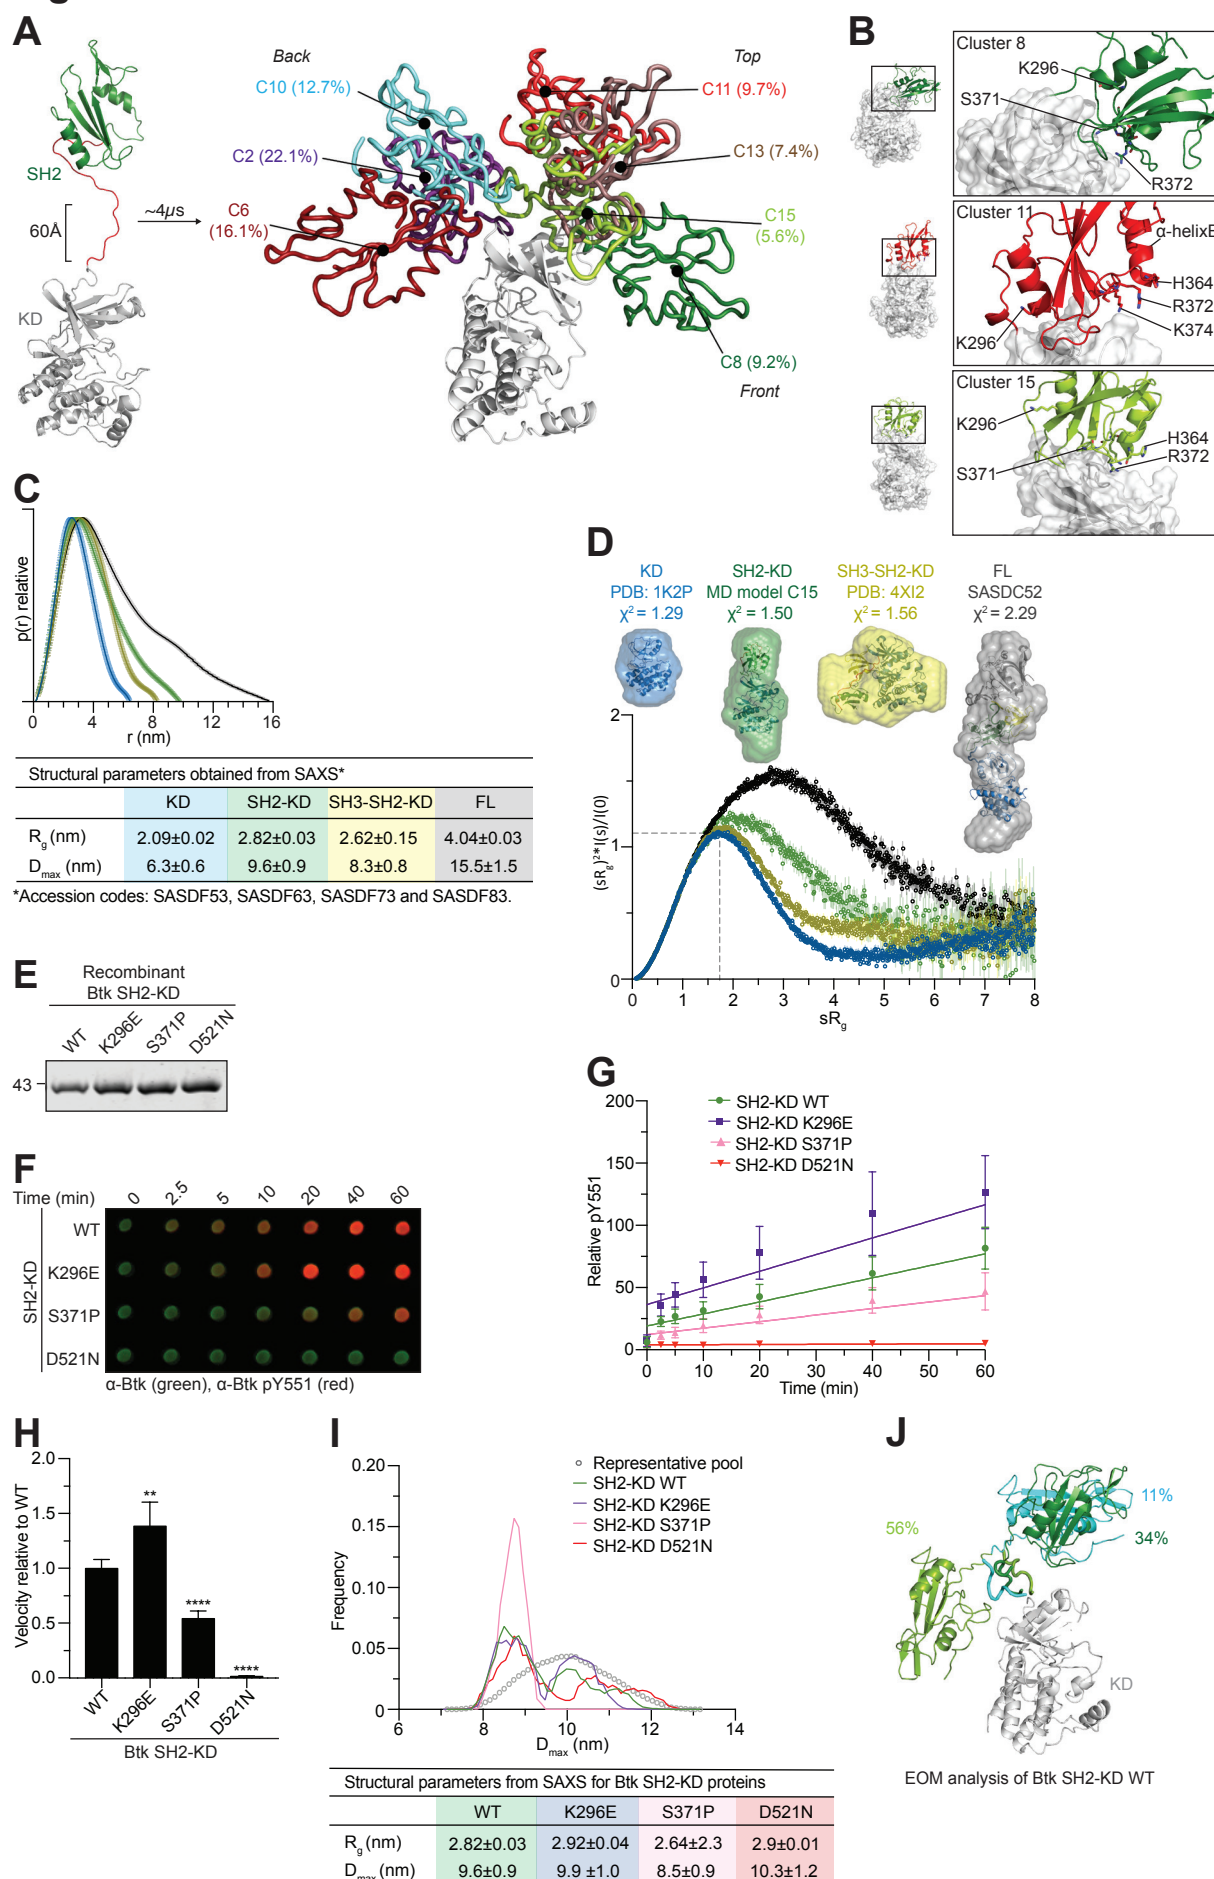 A
SH2
60Å
KD
~4μs
Back
C10 (12.7%)
C2 (22.1%)
C6
(16.1%)
Top
C11 (9.7%)
C13 (7.4%)
C15
(5.6%)
C8 (9.2%)
Front
B
Cluster 8
K296
S371
R372
Cluster 11
α-helixB
H364
R372
K374
K296
Cluster 15
K296
S371
H364
R372
C
p(r) relative
0 4 8 12 16
r (nm)
Structural parameters obtained from SAXS*
KD SH2-KD SH3-SH2-KD FL
Rg (nm) 2.09±0.02 2.82±0.03 2.62±0.15 4.04±0.03
Dmax (nm) 6.3±0.6 9.6±0.9 8.3±0.8 15.5±1.5
*Accession codes: SASDF53, SASDF63, SASDF73 and SASDF83.
D
KD
PDB: 1K2P
χ² = 1.29
SH2-KD
MD model C15
χ² = 1.50
SH3-SH2-KD
PDB: 4XI2
χ² = 1.56
FL
SASDC52
χ² = 2.29
(sRg)²*I(s)/I(0)
2
1
0
0 1 2 3 4 5 6 7 8
sRg
E
Recombinant
Btk SH2-KD
WT K296E S371P D521N
43
F
Time (min) 0 2.5 5 10 20 40 60
SH2-KD
WT
K296E
S371P
D521N
α-Btk (green), α-Btk pY551 (red)
G
SH2-KD WT
SH2-KD K296E
SH2-KD S371P
SH2-KD D521N
Relative pY551
200
150
100
50
0
0 10 20 30 40 50 60
Time (min)
H
Velocity relative to WT
2.0
1.5
1.0
0.5
0.0
**
****
****
WT K296E S371P D521N
Btk SH2-KD
I
Representative pool
SH2-KD WT
SH2-KD K296E
SH2-KD S371P
SH2-KD D521N
Frequency
0.20
0.15
0.10
0.05
0
6 8 10 12 14
Dmax (nm)
Structural parameters from SAXS for Btk SH2-KD proteins
WT K296E S371P D521N
Rg (nm) 2.82±0.03 2.92±0.04 2.64±2.3 2.9±0.01
Dmax (nm) 9.6±0.9 9.9 ±1.0 8.5±0.9 10.3±1.2
J
56%
11%
34%
KD
EOM analysis of Btk SH2-KD WT